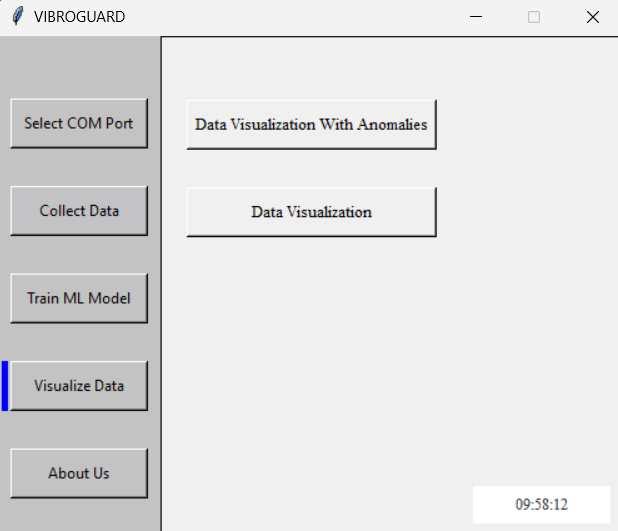 VIBROGUARD
Select COM Port
Collect Data
Train ML Model
Visualize Data
About Us
Data Visualization With Anomalies
Data Visualization
09:58:12